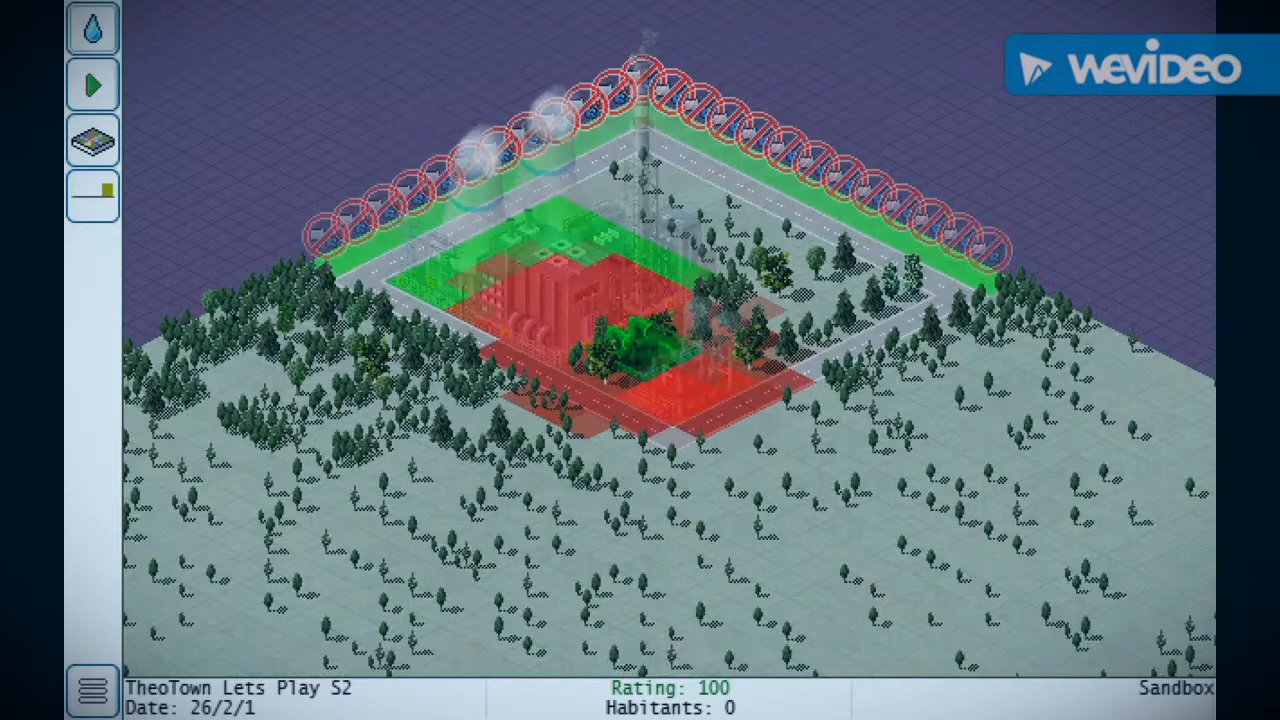 WEVIDEO
TheoTown Lets Play S2
Rating: 100
Sandbox
Date: 26/2/1
Habitants: 0